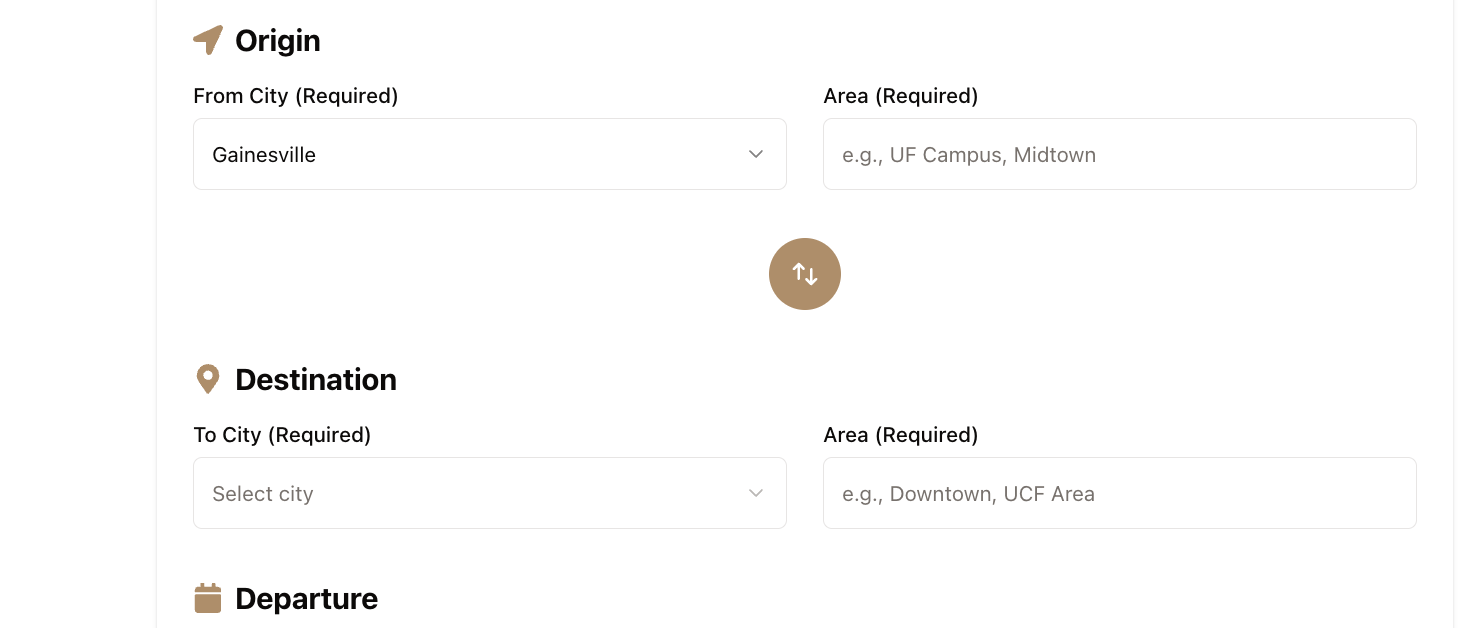 Origin
From City (Required)
Area (Required)
Gainesville
e.g., UF Campus, Midtown
Destination
To City (Required)
Area (Required)
Select city
e.g., Downtown, UCF Area
Departure